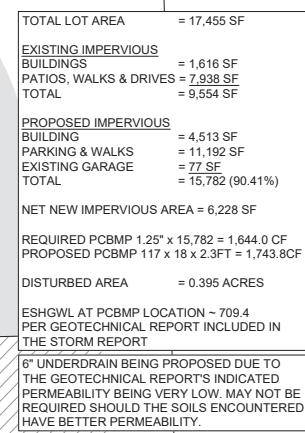 TOTAL LOT AREA = 17,455 SF
EXISTING IMPERVIOUS
BUILDINGS = 1,616 SF
PATIOS, WALKS & DRIVES = 7,938 SF
TOTAL = 9,554 SF
PROPOSED IMPERVIOUS
BUILDING = 4,513 SF
PARKING & WALKS = 11,192 SF
EXISTING GARAGE = 77 SF
TOTAL = 15,782 (90.41%)
NET NEW IMPERVIOUS AREA = 6,228 SF
REQUIRED PCBMP 1.25" x 15,782 = 1,644.0 CF
PROPOSED PCBMP 117 x 18 x 2.3FT = 1,743.8CF
DISTURBED AREA = 0.395 ACRES
ESHGWL AT PCBMP LOCATION ~ 709.4
PER GEOTECHNICAL REPORT INCLUDED IN
THE STORM REPORT
6" UNDERDRAIN BEING PROPOSED DUE TO
THE GEOTECHNICAL REPORT'S INDICATED
PERMEABILITY BEING VERY LOW. MAY NOT BE
REQUIRED SHOULD THE SOILS ENCOUNTERED
HAVE BETTER PERMEABILITY.